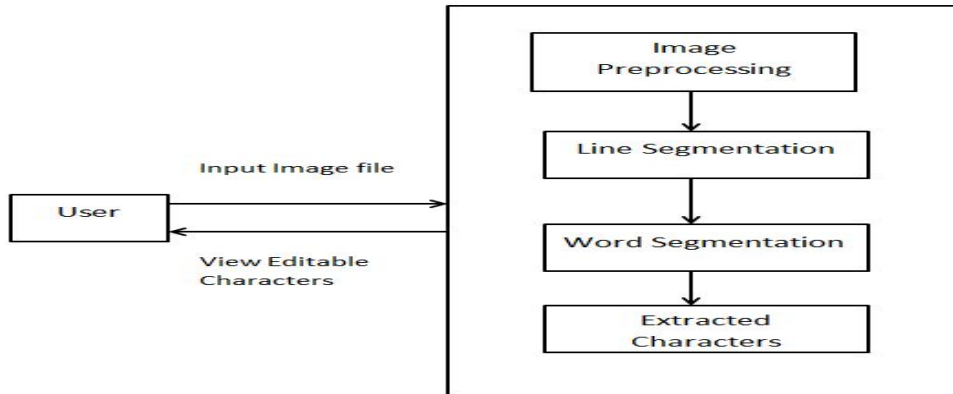 Image
Preprocessing
Line Segmentation
Input Image file
User
Word Segmentation
View Editable
Characters
Extracted
Characters